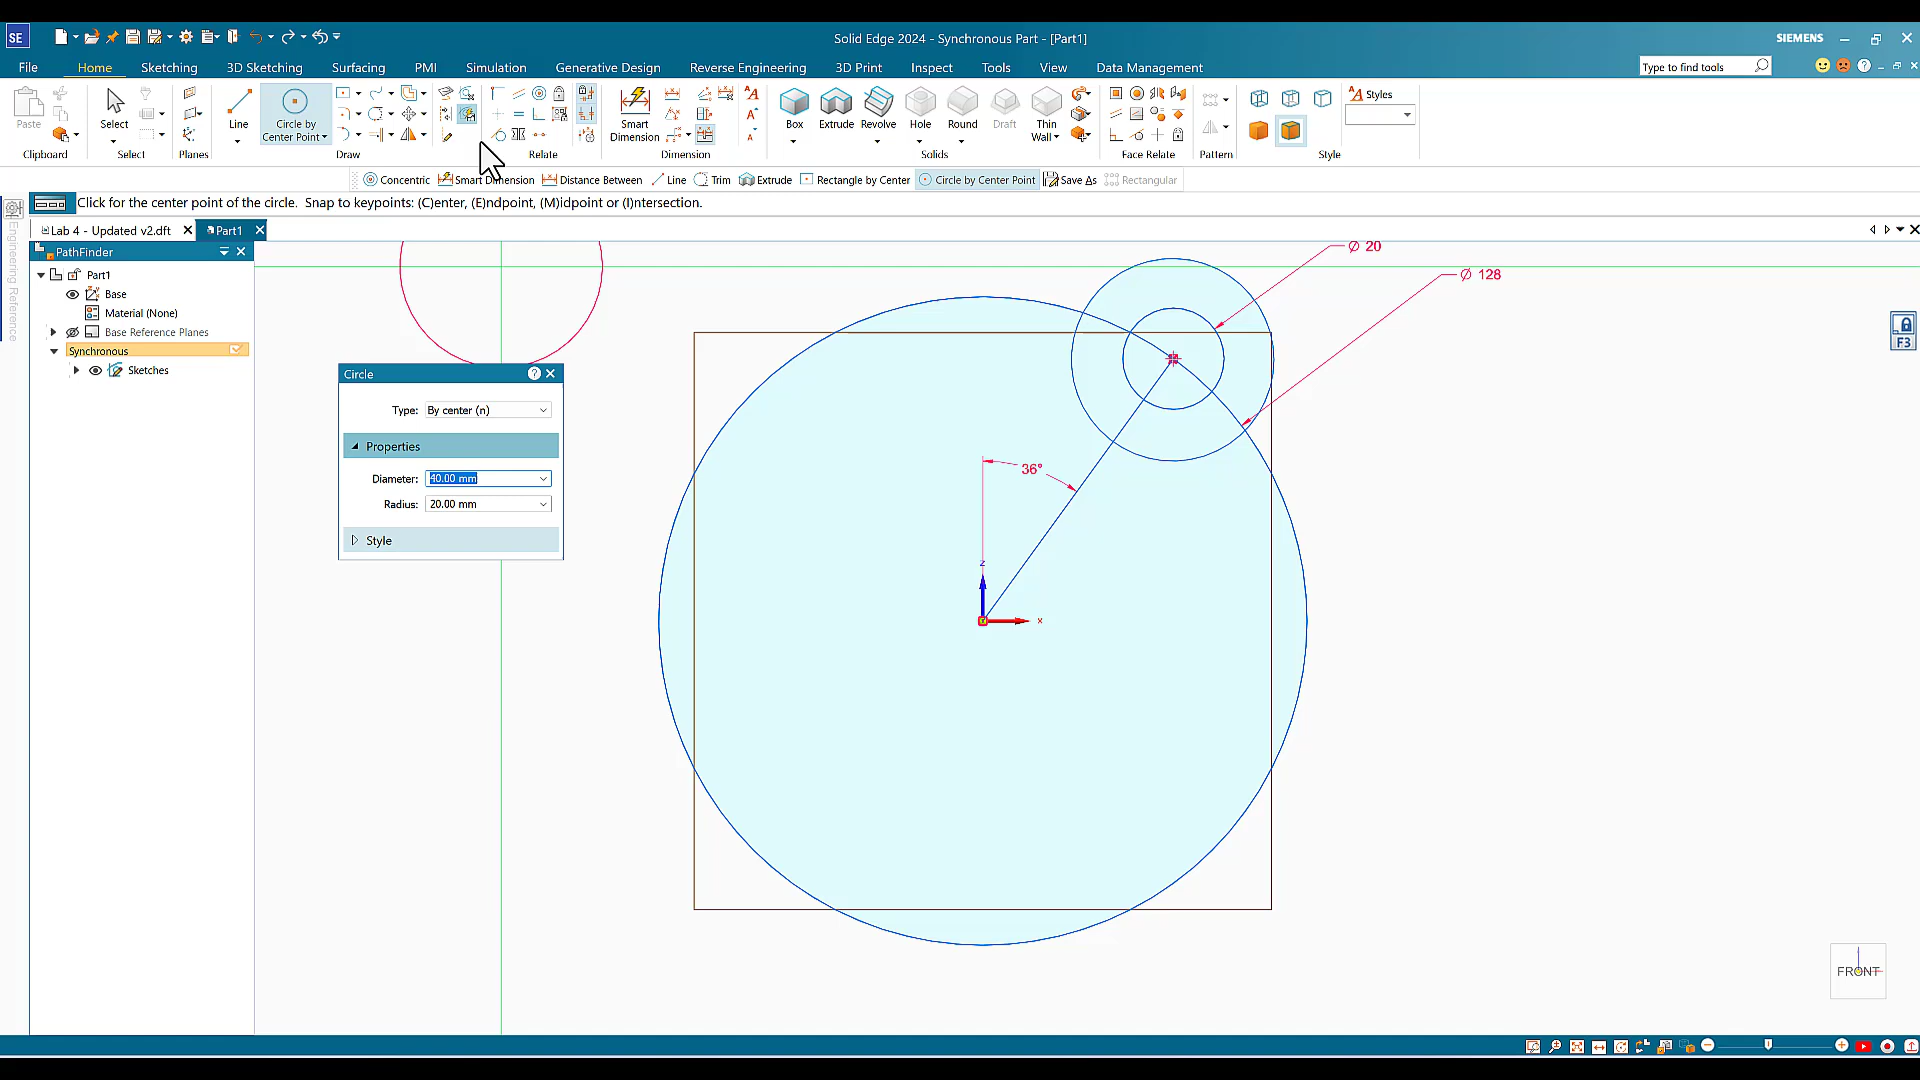 SE
Solid Edge 2024 - Synchronous Part - [Part1]
SIEMENS
File Home Sketching 3D Sketching Surfacing PMI Simulation Generative Design Reverse Engineering 3D Print Inspect Tools View Data Management
Type to find tools
Paste
Select
Line
Circle by
Center Point
Smart
Dimension
Box
Extrude
Revolve
Hole
Round
Draft
Thin
Wall
Styles
Clipboard
Select
Planes
Draw
Relate
Dimension
Solids
Face Relate
Pattern
Style
Concentric Smart Dimension Distance Between Line Trim Extrude Rectangle by Center Circle by Center Point Save As Rectangular
Click for the center point of the circle. Snap to keypoints: (C)enter, (E)ndpoint, (M)idpoint or (I)ntersection.
Lab 4 - Updated v2.dft
Part1
Engineering Reference
PathFinder
Part1
Base
Material (None)
Base Reference Planes
Synchronous
Sketches
Circle
Type: By center (n)
Properties
Diameter: 40.00 mm
Radius: 20.00 mm
Style
∅ 20
∅ 128
36°
z
x
F3
FRONT